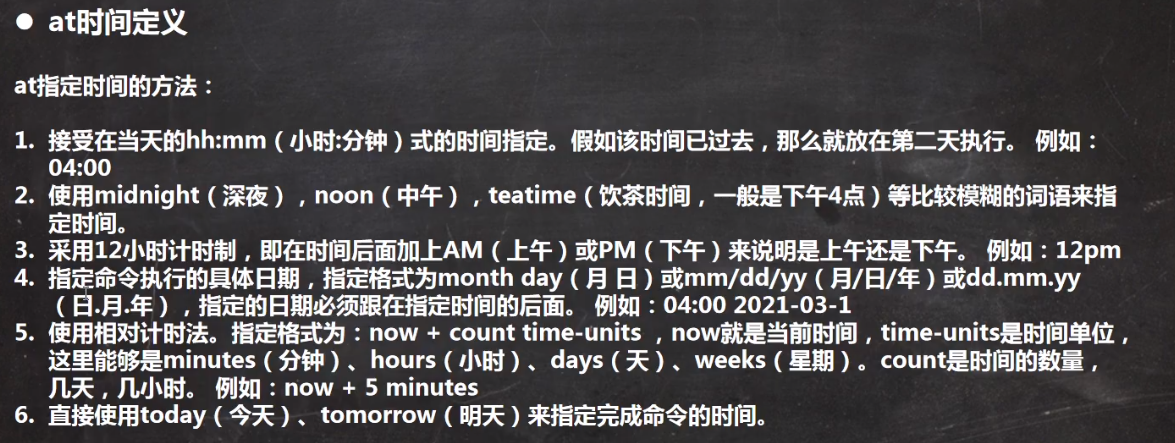 ● at时间定义
at指定时间的方法：
1. 接受在当天的hh:mm（小时:分钟）式的时间指定。假如该时间已过去，那么就放在第二天执行。 例如：
04:00
2. 使用midnight（深夜），noon（中午），teatime（饮茶时间，一般是下午4点）等比较模糊的词语来指
定时间。
3. 采用12小时计时制，即在时间后面加上AM（上午）或PM（下午）来说明是上午还是下午。 例如：12pm
4. 指定命令执行的具体日期，指定格式为month day（月 日）或mm/dd/yy（月/日/年）或dd.mm.yy
（日.月.年），指定的日期必须跟在指定时间的后面。 例如：04:00 2021-03-1
5. 使用相对计时法。指定格式为：now + count time-units ，now就是当前时间，time-units是时间单位，
这里能够是minutes（分钟）、hours（小时）、days（天）、weeks（星期）。count是时间的数量，
几天，几小时。 例如：now + 5 minutes
6. 直接使用today（今天）、tomorrow（明天）来指定完成命令的时间。